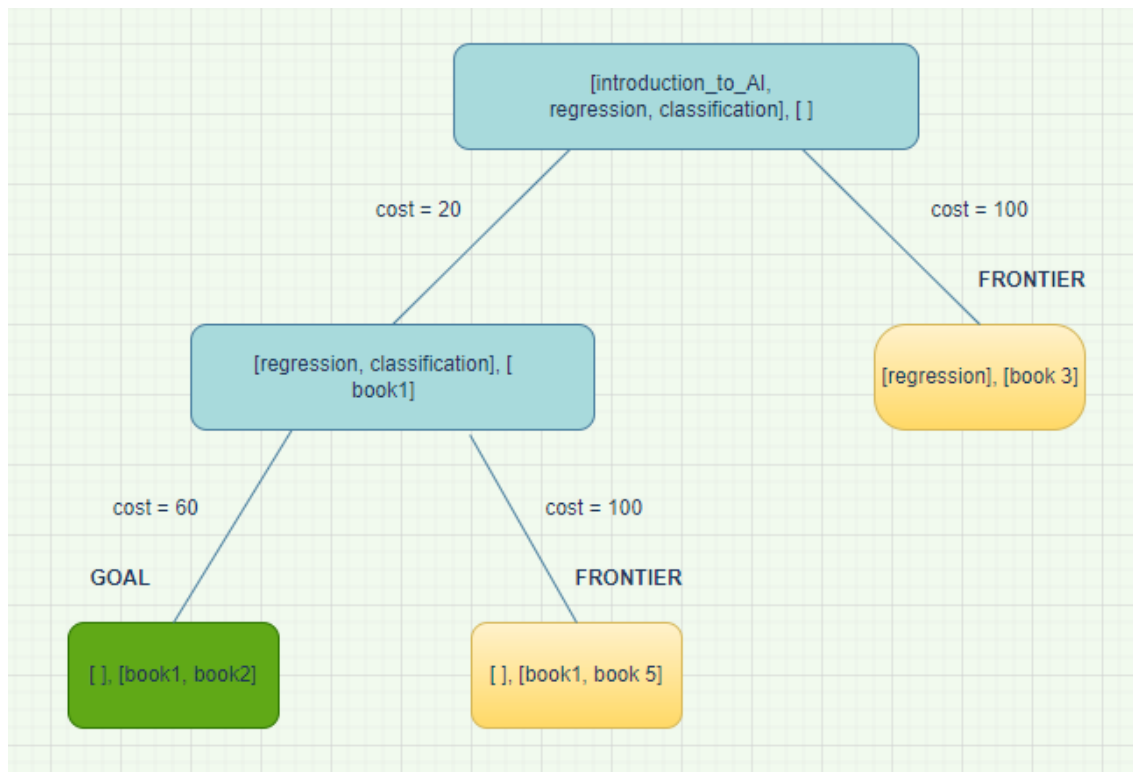 [introduction_to_AI,
regression, classification], [ ]
cost = 20
cost = 100
FRONTIER
[regression, classification], [
book1]
[regression], [book 3]
cost = 60
cost = 100
GOAL
FRONTIER
[ ], [book1, book2]
[ ], [book1, book 5]